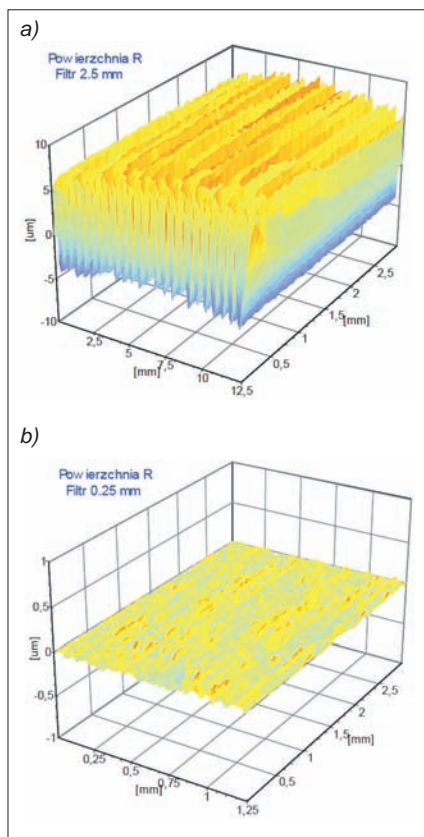 a)
Powierzchnia R
Filtr 2.5 mm
10
5
0
-5
-10
[um]
2,5
5
7,5
10
12,5
[mm]
0,5
1
1,5
2
2,5
[mm]
b)
Powierzchnia R
Filtr 0.25 mm
1
0,5
0
-0,5
-1
[um]
0,25
0,5
0,75
1
1,25
[mm]
0,5
1
1,5
2
2,5
[mm]